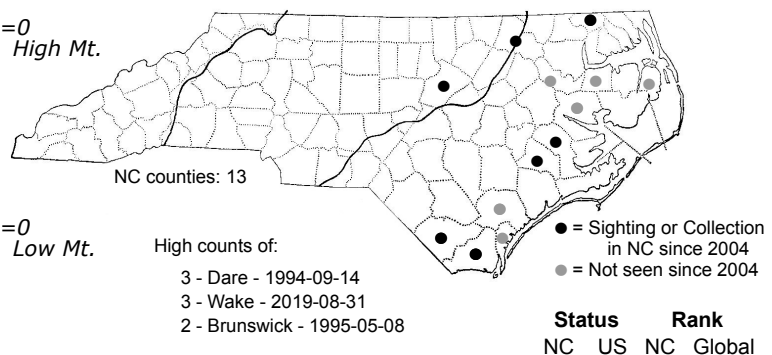 =0
High Mt.
NC counties: 13
=0
Low Mt.
High counts of:
3 - Dare - 1994-09-14
3 - Wake - 2019-08-31
2 - Brunswick - 1995-05-08
= Sighting or Collection
in NC since 2004
= Not seen since 2004
Status Rank
NC US NC Global